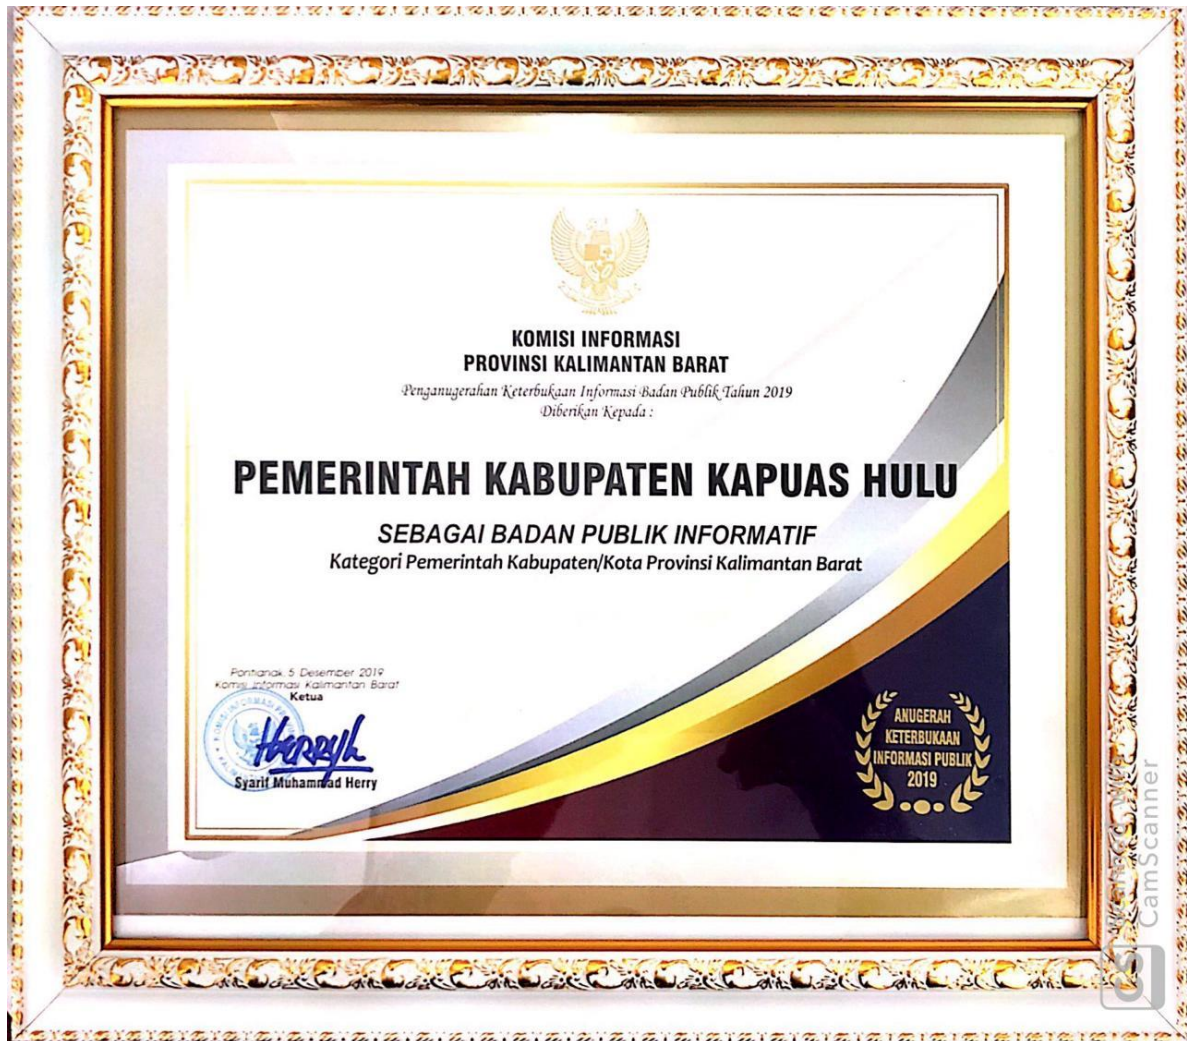 KOMISI INFORMASI
PROVINSI KALIMANTAN BARAT
Penganugerahan Keterbukaan Informasi Badan Publik Tahun 2019
Diberikan Kepada :
PEMERINTAH KABUPATEN KAPUAS HULU
SEBAGAI BADAN PUBLIK INFORMATIF
Kategori Pemerintah Kabupaten/Kota Provinsi Kalimantan Barat
Pontianak, 5 Desember 2019
Komisi Informasi Kalimantan Barat
Ketua
Syarif Muhammad Herry
ANUGERAH
KETERBUKAAN
INFORMASI PUBLIK
2019
CS
CamScanner